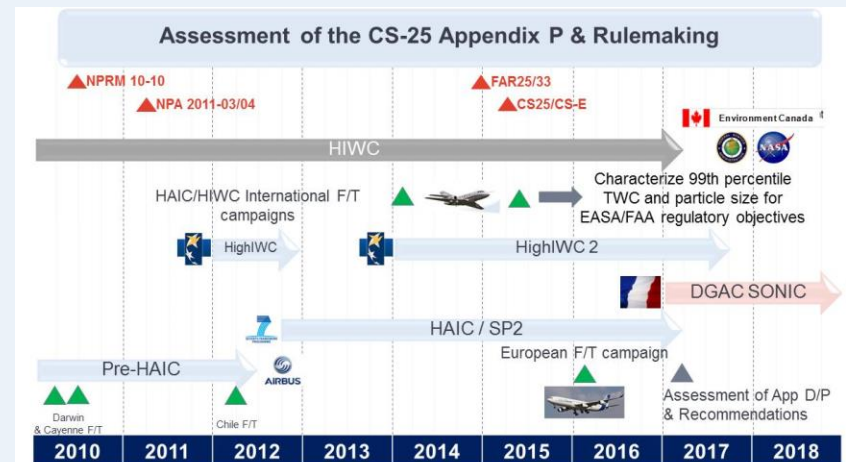 Assessment of the CS-25 Appendix P & Rulemaking
NPRM 10-10
NPA 2011-03/04
FAR25/33
CS25/CS-E
Environment Canada
HIWC
NASA
HAIC/HIWC International F/T
campaigns
Characterize 99th percentile
TWC and particle size for
EASA/FAA regulatory objectives
HighIWC
HighIWC 2
DGAC SONIC
7
HAIC / SP2
Pre-HAIC
AIRBUS
European F/T campaign
Darwin
& Cayenne F/T
Chile F/T
Assessment of App D/P
& Recommendations
2010 2011 2012 2013 2014 2015 2016 2017 2018